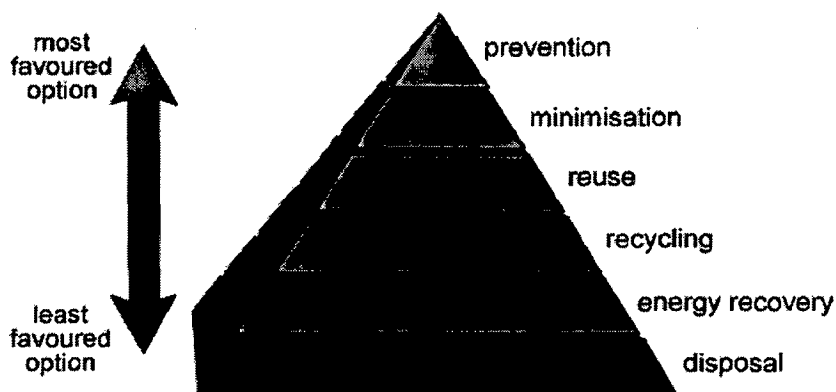 most
favoured
option
prevention
minimisation
reuse
recycling
energy recovery
least
favoured
option
disposal